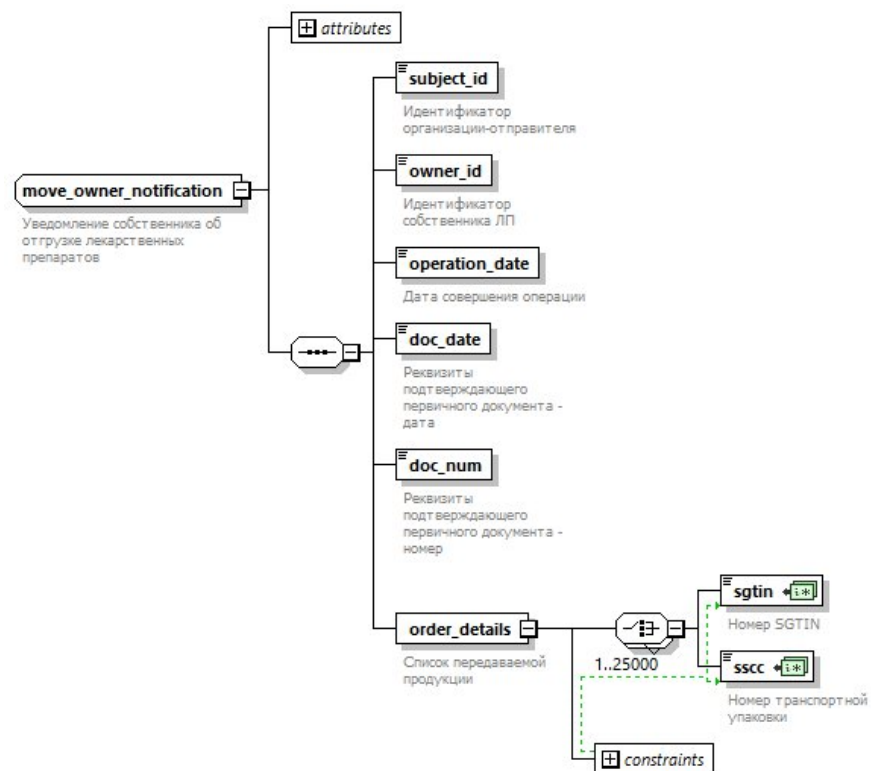 attributes
subject_id
Идентификатор
организации-отправителя
owner_id
Идентификатор
собственника ЛП
move_owner_notification
Уведомление собственника об
отгрузке лекарственных
препаратов
operation_date
Дата совершения операции
doc_date
Реквизиты
подтверждающего
первичного документа -
дата
doc_num
Реквизиты
подтверждающего
первичного документа -
номер
order_details
Список передаваемой
продукции
1..25000
sgtin
i*
Номер SGTIN
sscc
i*
Номер транспортной
упаковки
constraints